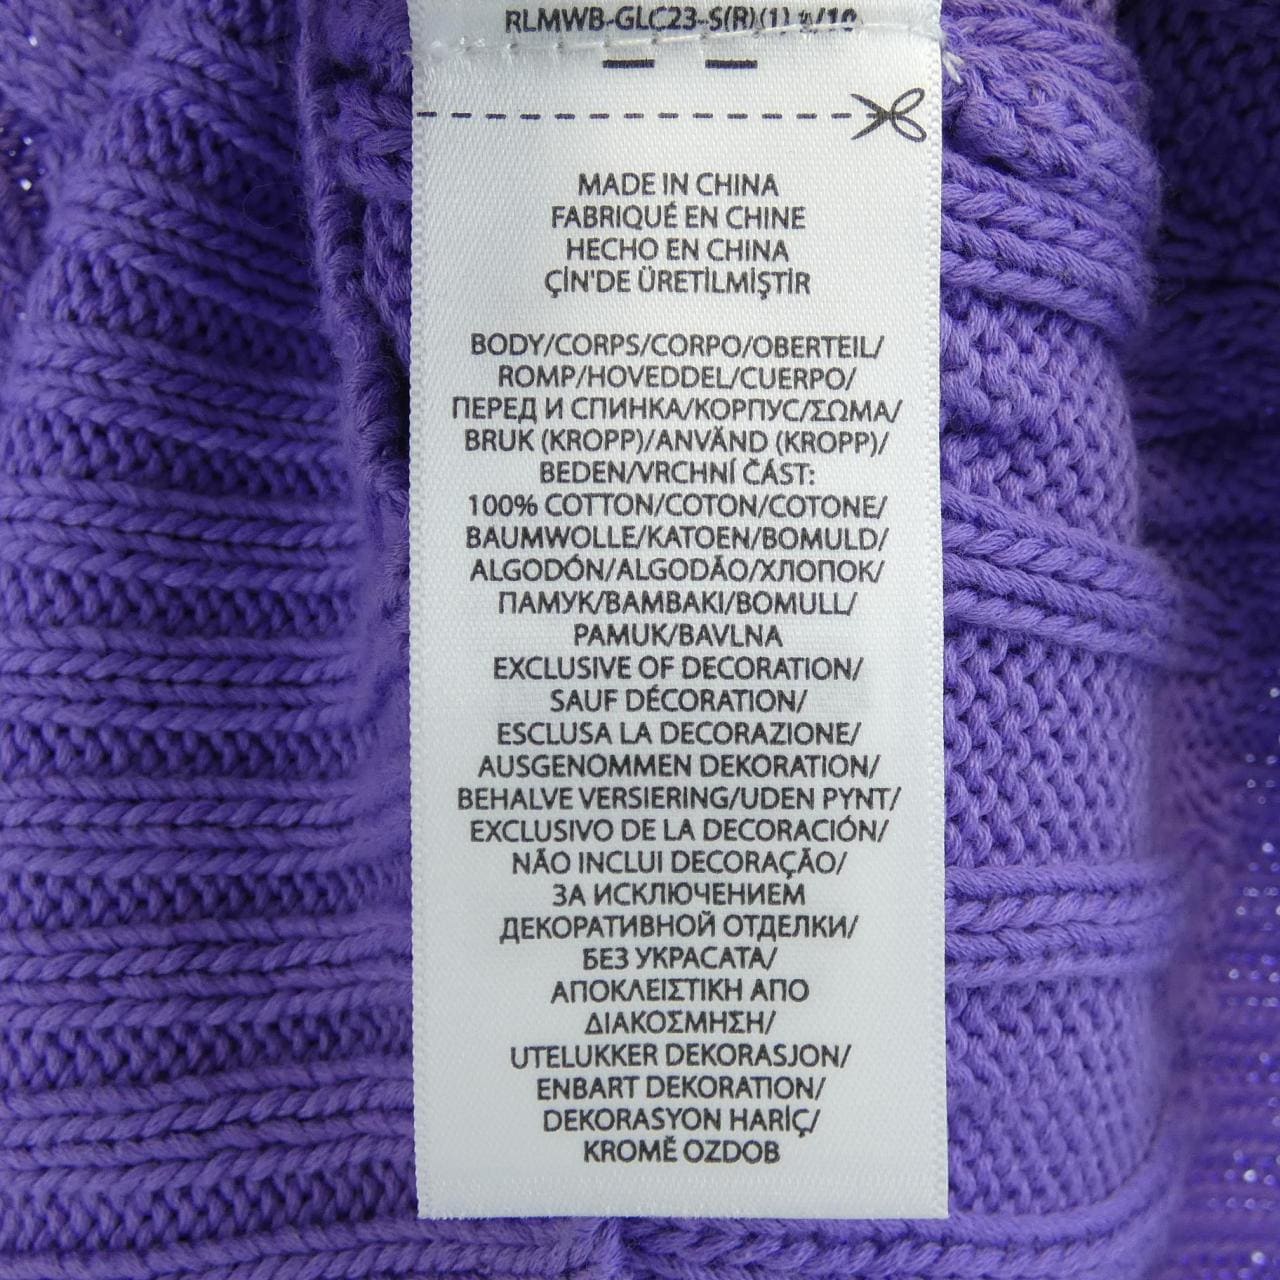 RLMWB-GLC23-S(R)(1)
MADE IN CHINA
FABRIQUÉ EN CHINE
HECHO EN CHINA
ÇİN'DE ÜRETİLMİŞTİR
BODY/CORPS/CORPO/OBERTEIL/
ROMP/HOVEDDEL/CUERPO/
ПЕРЕД И СПИНКА/КОРПУС/ΣΩΜΑ/
BRUK (KROPP)/ANVÄND (KROPP)/
BEDEN/VRCHNÍ ČÁST:
100% COTTON/COTON/COTONE/
BAUMWOLLE/KATOEN/BOMULD/
ALGODÓN/ALGODÃO/ХЛОПОК/
ПАМУК/ΒΑΜΒΑΚΙ/BOMULL/
PAMUK/BAVLNA
EXCLUSIVE OF DECORATION/
SAUF DÉCORATION/
ESCLUSA LA DECORAZIONE/
AUSGENOMMEN DEKORATION/
BEHALVE VERSIERING/UDEN PYNT/
EXCLUSIVO DE LA DECORACIÓN/
NÃO INCLUI DECORAÇÃO/
ЗА ИСКЛЮЧЕНИЕМ
ДЕКОРАТИВНОЙ ОТДЕЛКИ/
БЕЗ УКРАСАТА/
ΑΠΟΚΛΕΙΣΤΙΚΗ ΑΠΟ
ΔΙΑΚΟΣΜΗΣΗ/
UTELUKKER DEKORASJON/
ENBART DEKORATION/
DEKORASYON HARİÇ/
KROMĚ OZDOB